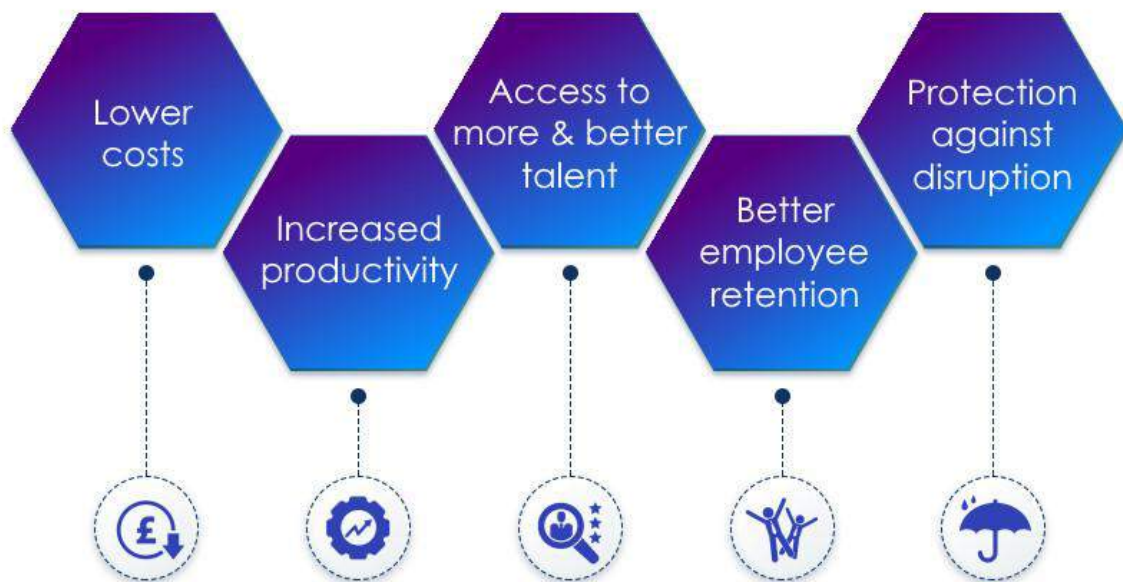 Lower
costs
Increased
productivity
Access to
more & better
talent
Better
employee
retention
Protection
against
disruption
£